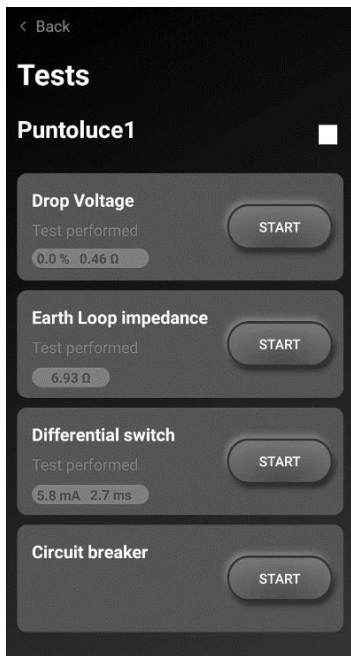 < Back
Tests
Puntoluce1
Drop Voltage
Test performed
START
0.0 % 0.46 Ω
Earth Loop impedance
Test performed
START
6.93 Ω
Differential switch
Test performed
START
5.8 mA 2.7 ms
Circuit breaker
START